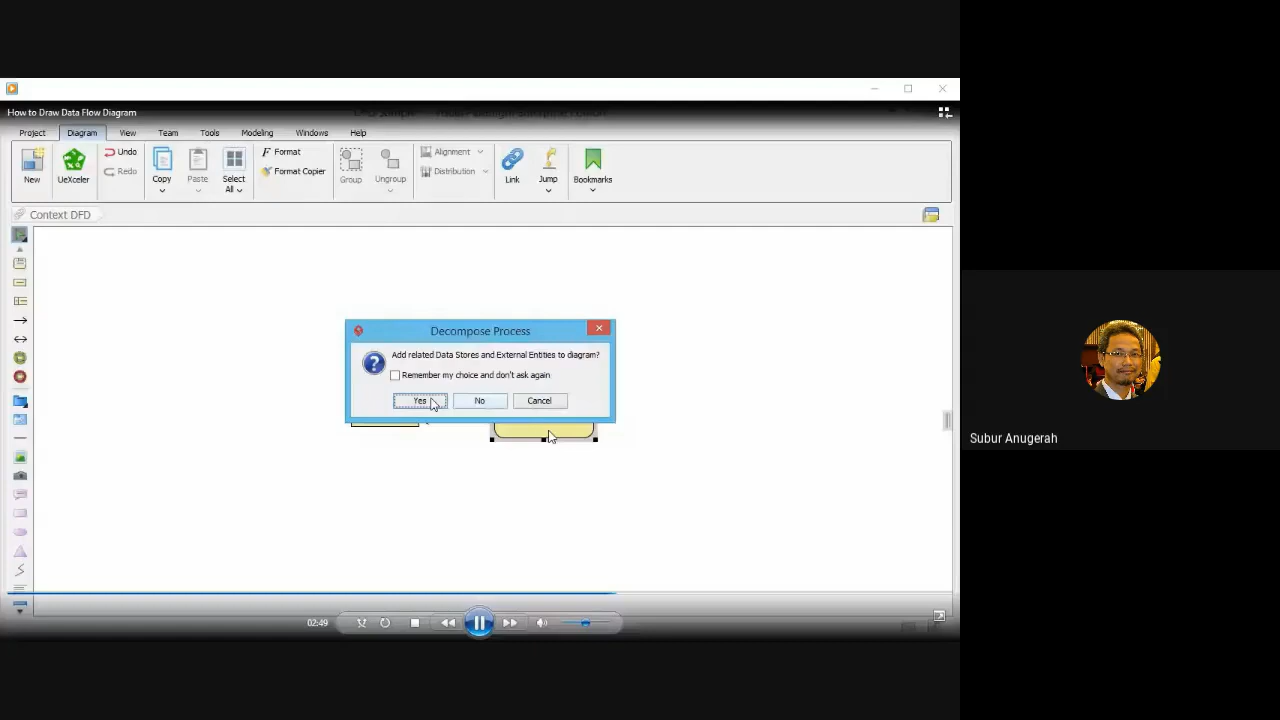 How to Draw Data Flow Diagram
Project Diagram View Team Tools Modeling Windows Help
New UeXceler Undo Redo Copy Paste Select All Format Format Copier Group Ungroup Alignment Distribution Link Jump Bookmarks
Context DFD
Decompose Process
Add related Data Stores and External Entities to diagram?
Remember my choice and don't ask again
Yes No Cancel
Subur Anugerah
02:49